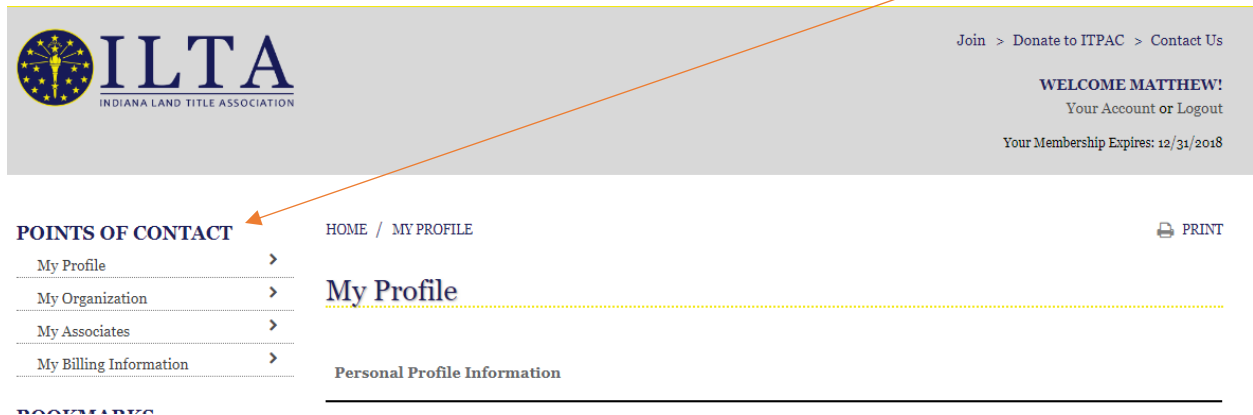 ILTA
INDIANA LAND TITLE ASSOCIATION
Join > Donate to ITPAC > Contact Us
WELCOME MATTHEW!
Your Account or Logout
Your Membership Expires: 12/31/2018
POINTS OF CONTACT
My Profile
My Organization
My Associates
My Billing Information
BOOKMARKS
HOME / MY PROFILE
PRINT
My Profile
Personal Profile Information